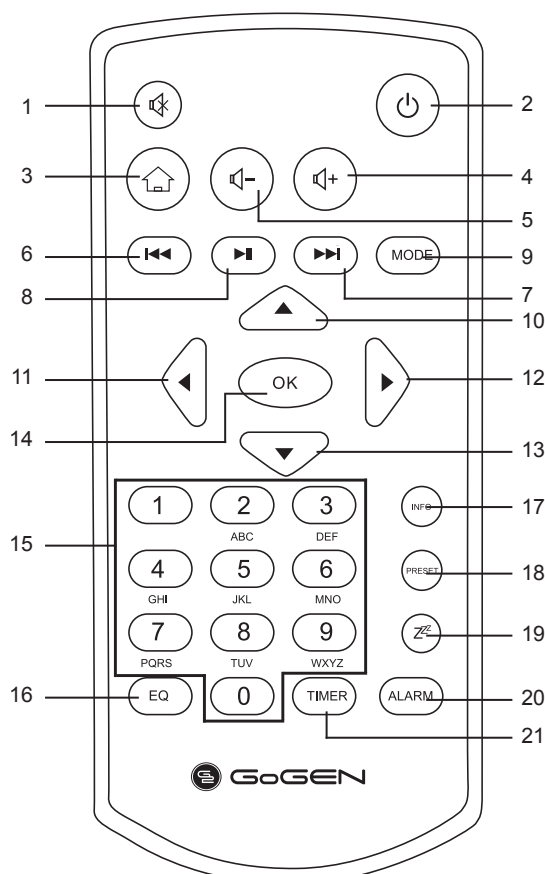 1
2
3
4
5
6
MODE
9
8
7
10
11
OK
12
14
13
1
2
3
INFO
17
ABC
DEF
15
4
5
6
PRESET
18
GHI
JKL
MNO
7
8
9
zZZ
19
PQRS
TUV
WXYZ
16
EQ
0
TIMER
ALARM
20
21
GoGEN